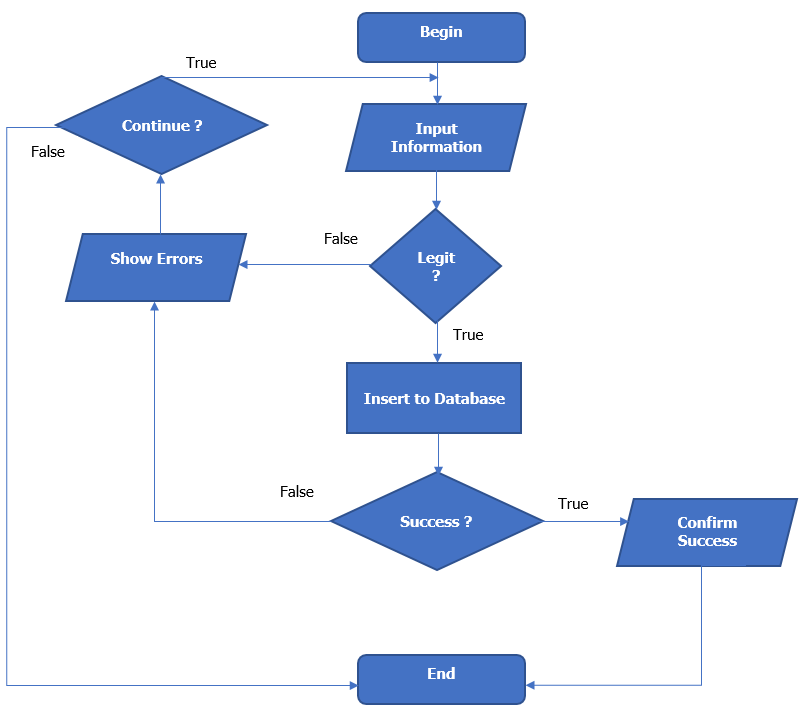 Begin
True
Continue ?
Input
Information
False
Show Errors
False
Legit
?
True
Insert to Database
False
Success ?
True
Confirm
Success
End